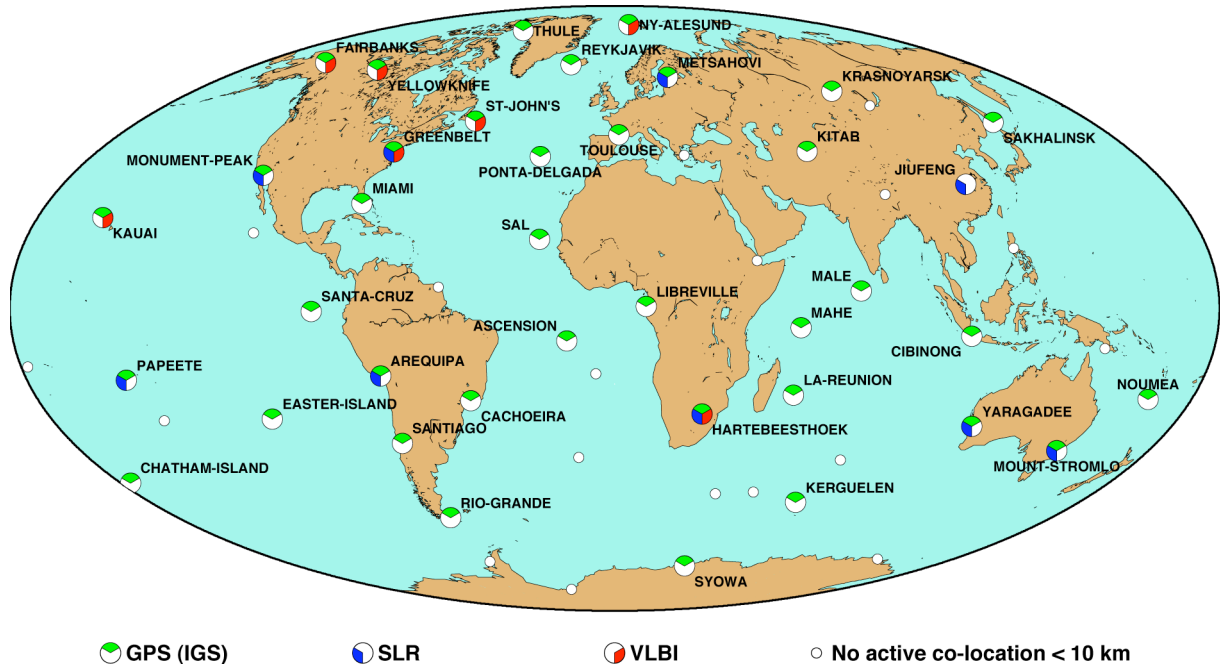 THULE
NY-ALESUND
FAIRBANKS
REYKJAVIK
METSAHOVI
YELLOWKNIFE
KRASNOYARSK
ST-JOHN'S
GREENBELT
SAKHALINSK
KITAB
TOULOUSE
MONUMENT-PEAK
PONTA-DELGADA
JIUFENG
MIAMI
SAL
KAUAI
MALE
SANTA-CRUZ
LIBREVILLE
MAHE
ASCENSION
CIBINONG
PAPEETE
AREQUIPA
LA-REUNION
NOUMEA
EASTER-ISLAND
CACHOEIRA
YARAGADEE
SANTIAGO
HARTEBEESTHOEK
CHATHAM-ISLAND
MOUNT-STROMLO
KERGUELEN
RIO-GRANDE
SYOWA
GPS (IGS) SLR VLBI No active co-location < 10 km